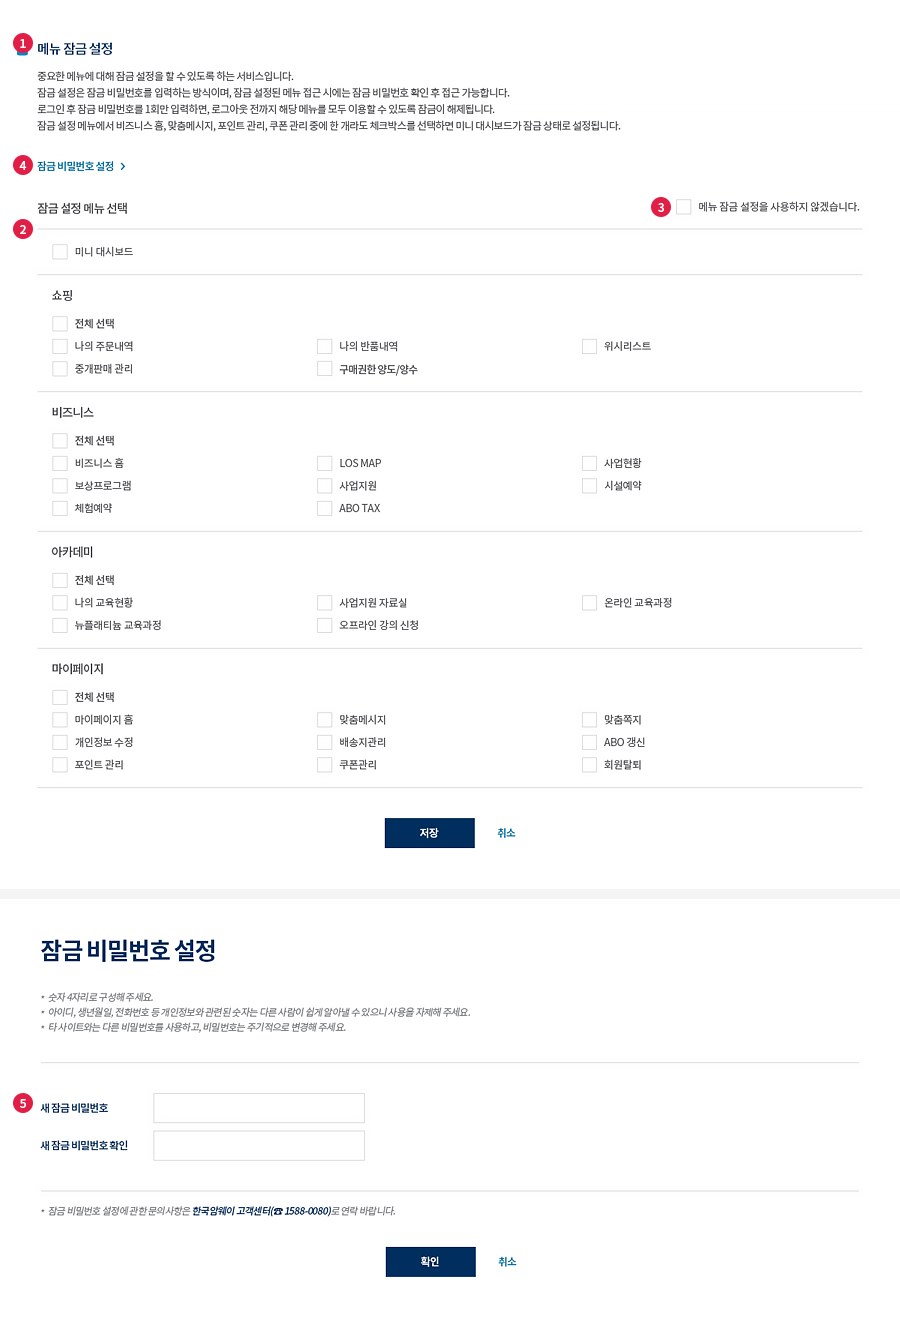 1 메뉴 잠금 설정
중요한 메뉴에 대해 잠금 설정을 할 수 있도록 하는 서비스입니다.
잠금 설정은 잠금 비밀번호를 입력하는 방식이며, 잠금 설정된 메뉴 접근 시에는 잠금 비밀번호 확인 후 접근 가능합니다.
로그인 후 잠금 비밀번호를 1회만 입력하면, 로그아웃 전까지 해당 메뉴를 모두 이용할 수 있도록 잠금이 해제됩니다.
잠금 설정 메뉴에서 비즈니스 홈, 맞춤메시지, 포인트 관리, 쿠폰 관리 중에 한 개라도 체크박스를 선택하면 미니 대시보드가 잠금 상태로 설정됩니다.
4 잠금 비밀번호 설정 >
잠금 설정 메뉴 선택 3 메뉴 잠금 설정을 사용하지 않겠습니다.
2
미니 대시보드
쇼핑
전체 선택
나의 주문내역 나의 반품내역 위시리스트
중개판매 관리 구매권한 양도/양수
비즈니스
전체 선택
비즈니스 홈 LOS MAP 사업현황
보상프로그램 사업지원 시설예약
체험예약 ABO TAX
아카데미
전체 선택
나의 교육현황 사업지원 자료실 온라인 교육과정
뉴플래티늄 교육과정 오프라인 강의 신청
마이페이지
전체 선택
마이페이지 홈 맞춤메시지 맞춤쪽지
개인정보 수정 배송지관리 ABO 갱신
포인트 관리 쿠폰관리 회원탈퇴
저장 취소
잠금 비밀번호 설정
* 숫자 4자리로 구성해 주세요.
* 아이디, 생년월일, 전화번호 등 개인정보와 관련된 숫자는 다른 사람이 쉽게 알아낼 수 있으니 사용을 자제해 주세요.
* 타 사이트와는 다른 비밀번호를 사용하고, 비밀번호는 주기적으로 변경해 주세요.
5 새 잠금 비밀번호
새 잠금 비밀번호 확인
* 잠금 비밀번호 설정에 관한 문의사항은 한국암웨이 고객센터(☎ 1588-0080)로 연락 바랍니다.
확인 취소